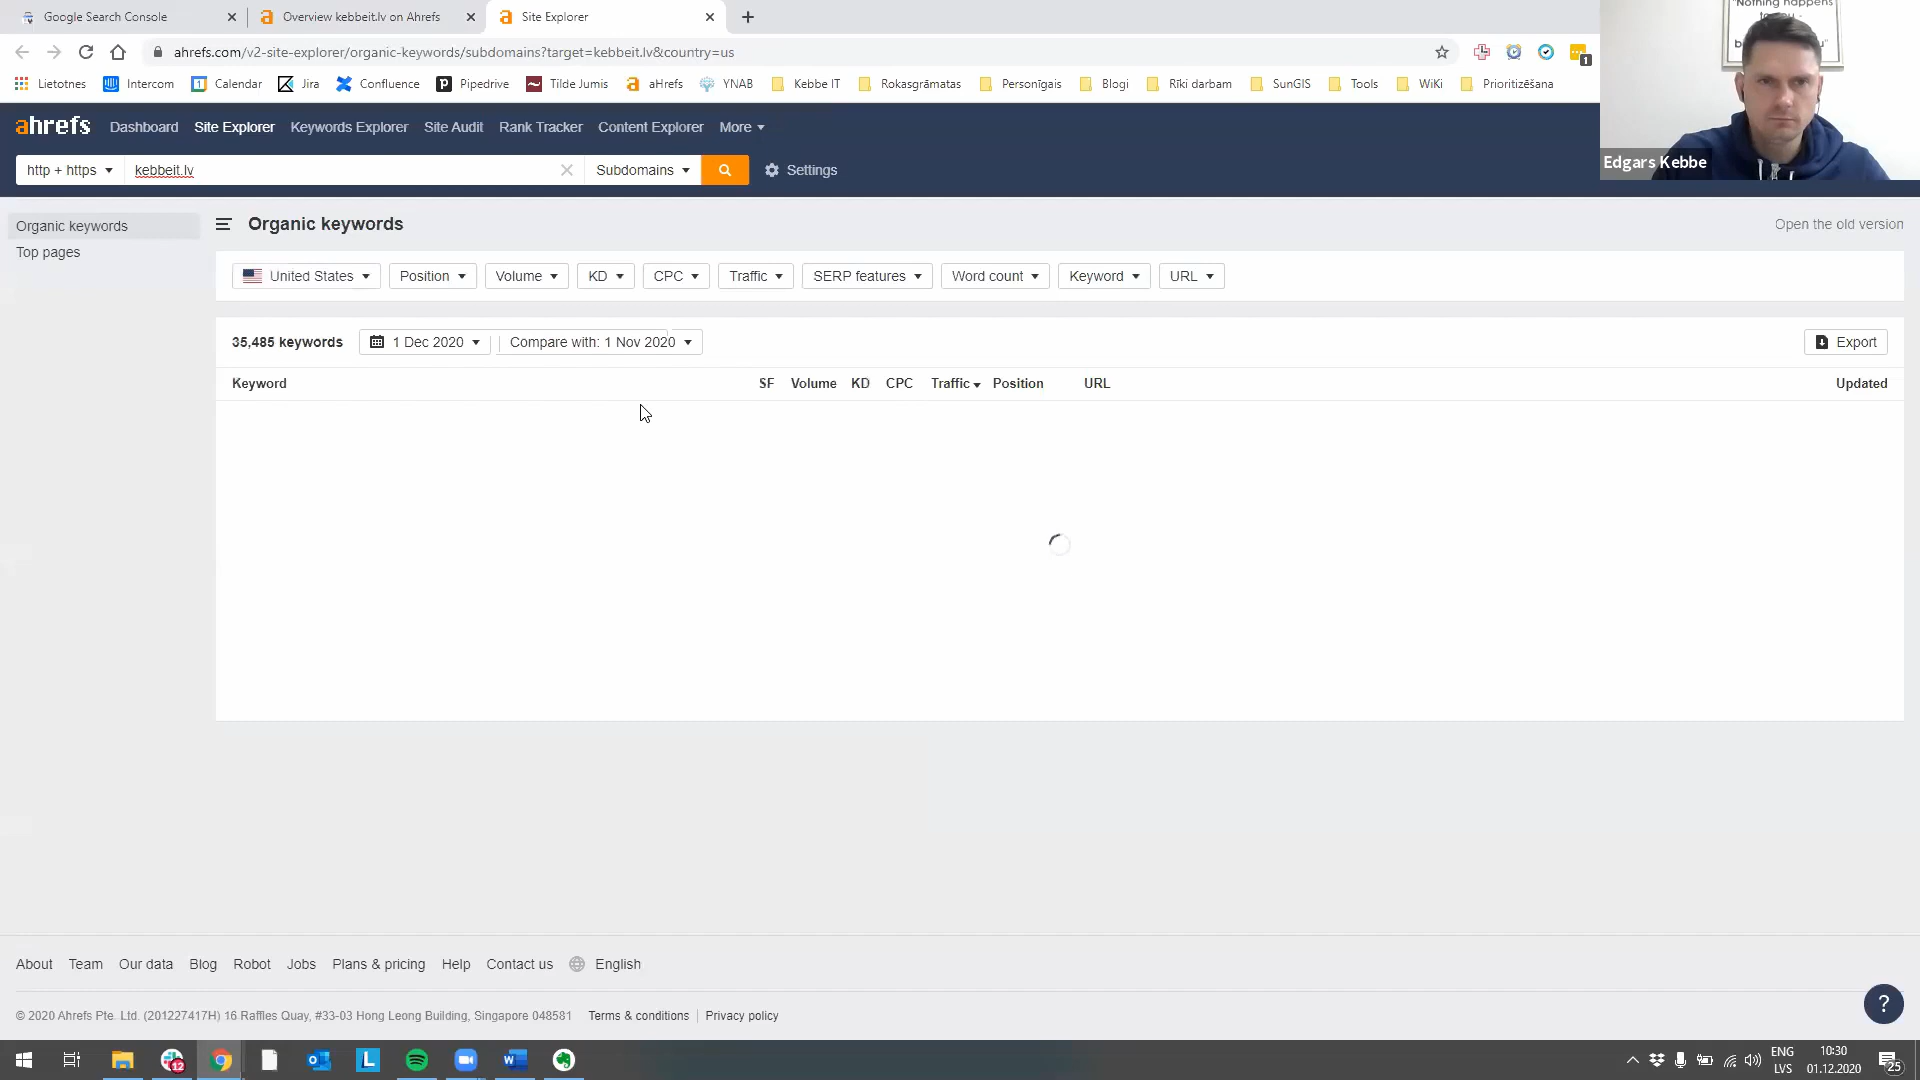 Google Search Console
Overview kebbeit.lv on Ahrefs
Site Explorer
ahrefs.com/v2-site-explorer/organic-keywords/subdomains?target=kebbeit.lv&country=us
1
Lietotnes
Intercom
1
Calendar
Jira
Confluence
Pipedrive
Tilde Jumis
aHrefs
YNAB
Kebbe IT
Rokasgrāmatas
Personīgais
Blogi
Rīki darbam
SunGIS
Tools
WiKi
Prioritizēšana
"Nothing happens
Edgars Kebbe
ahrefs
Dashboard
Site Explorer
Keywords Explorer
Site Audit
Rank Tracker
Content Explorer
More
http + https
kebbeit.lv
Subdomains
Settings
Organic keywords
Top pages
Organic keywords
Open the old version
United States
Position
Volume
KD
CPC
Traffic
SERP features
Word count
Keyword
URL
35,485 keywords
1 Dec 2020
Compare with: 1 Nov 2020
Export
Keyword
SF
Volume
KD
CPC
Traffic
Position
URL
Updated
About
Team
Our data
Blog
Robot
Jobs
Plans & pricing
Help
Contact us
English
© 2020 Ahrefs Pte. Ltd. (201227417H) 16 Raffles Quay, #33-03 Hong Leong Building, Singapore 048581
Terms & conditions
Privacy policy
?
12
L
ENG
LVS
10:30
01.12.2020
25